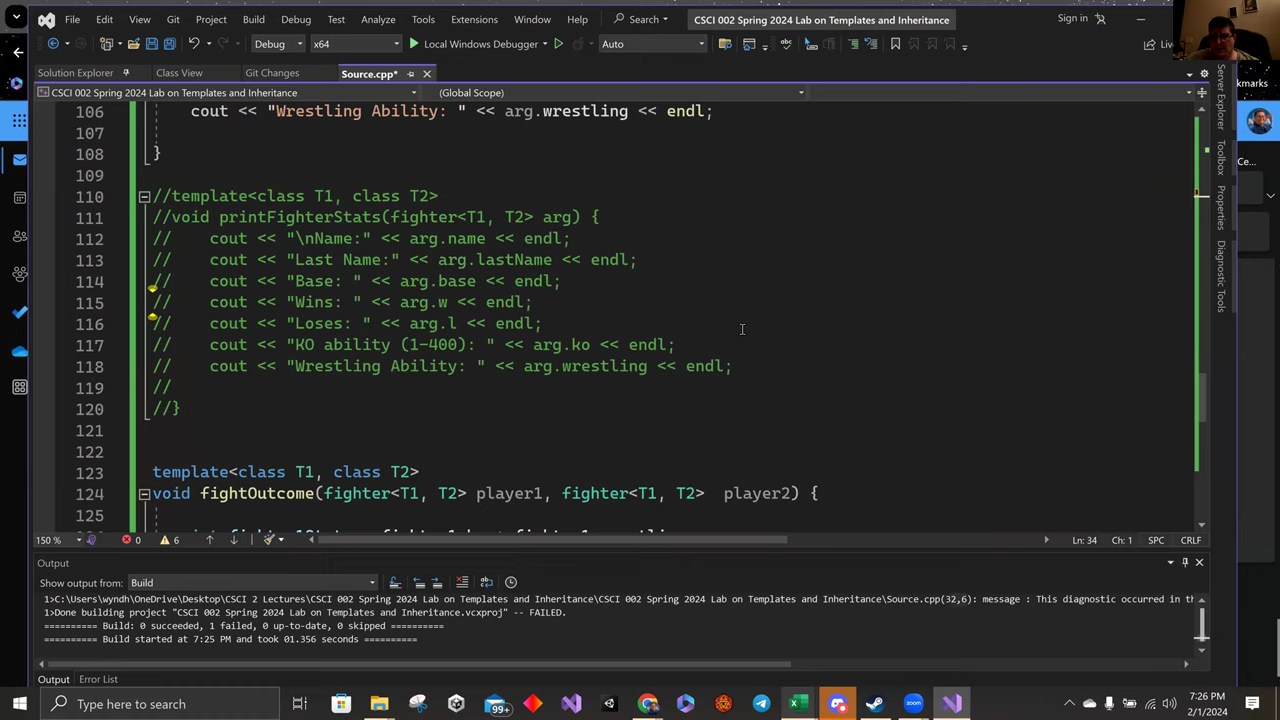 File Edit View Git Project Build Debug Test Analyze Tools Extensions Window Help Search CSCI 002 Spring 2024 Lab on Templates and Inheritance Sign in
Debug x64 Local Windows Debugger Auto Live
Solution Explorer Class View Git Changes Source.cpp* Server Explorer okmarks
CSCI 002 Spring 2024 Lab on Templates and Inheritance (Global Scope)
106 cout << "Wrestling Ability: " << arg.wrestling << endl;
107
108 }
109
110 //template<class T1, class T2>
111 //void printFighterStats(fighter<T1, T2> arg) {
112 // cout << "\nName:" << arg.name << endl;
113 // cout << "Last Name:" << arg.lastName << endl;
114 // cout << "Base: " << arg.base << endl;
115 // cout << "Wins: " << arg.w << endl;
116 // cout << "Loses: " << arg.l << endl;
117 // cout << "KO ability (1-400): " << arg.ko << endl;
118 // cout << "Wrestling Ability: " << arg.wrestling << endl;
119 //
120 //}
121
122
123 template<class T1, class T2>
124 void fightOutcome(fighter<T1, T2> player1, fighter<T1, T2> player2) {
125
Toolbox
Properties
Diagnostic Tools
Ce...
150 % 0 6 Ln: 34 Ch: 1 SPC CRLF
Output
Show output from: Build
1>C:\Users\wyndh\OneDrive\Desktop\CSCI 2 Lectures\CSCI 002 Spring 2024 Lab on Templates and Inheritance\CSCI 002 Spring 2024 Lab on Templates and Inheritance\Source.cpp(32,6): message : This diagnostic occurred in th
1>Done building project "CSCI 002 Spring 2024 Lab on Templates and Inheritance.vcxproj" -- FAILED.
========== Build: 0 succeeded, 1 failed, 0 up-to-date, 0 skipped ==========
========== Build started at 7:25 PM and took 01.356 seconds ==========
Output Error List
Type here to search 99+ 7:26 PM
2/1/2024